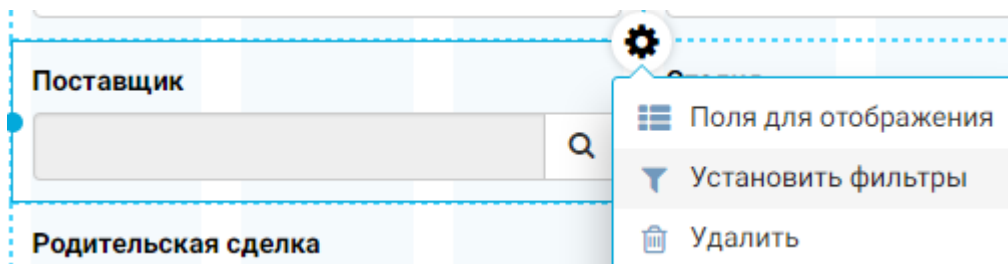 Поставщик
Поля для отображения
Установить фильтры
Родительская сделка
Удалить